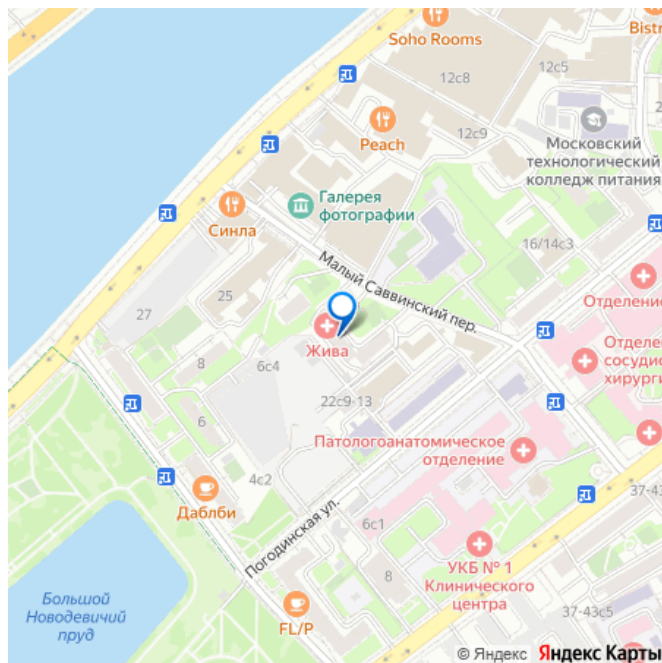 Soho Rooms
Bistr
12с8
12с5
Peach
12с9
Московский
технологический
колледж питания
Галерея
фотографии
Синла
16/14с3
Малый Саввинский пер.
25
27
Отделение
Жива
Отделе
сосудис
хирурги
8
6с4
22с9-13
6
Патологоанатомическое
отделение
4с2
37-43
Даблби
Погодинская ул.
6с1
УКБ № 1
Клинического
центра
8
Большой
Новодевичий
пруд
FL/P
37-43с5
© Яндекс Яндекс Карты